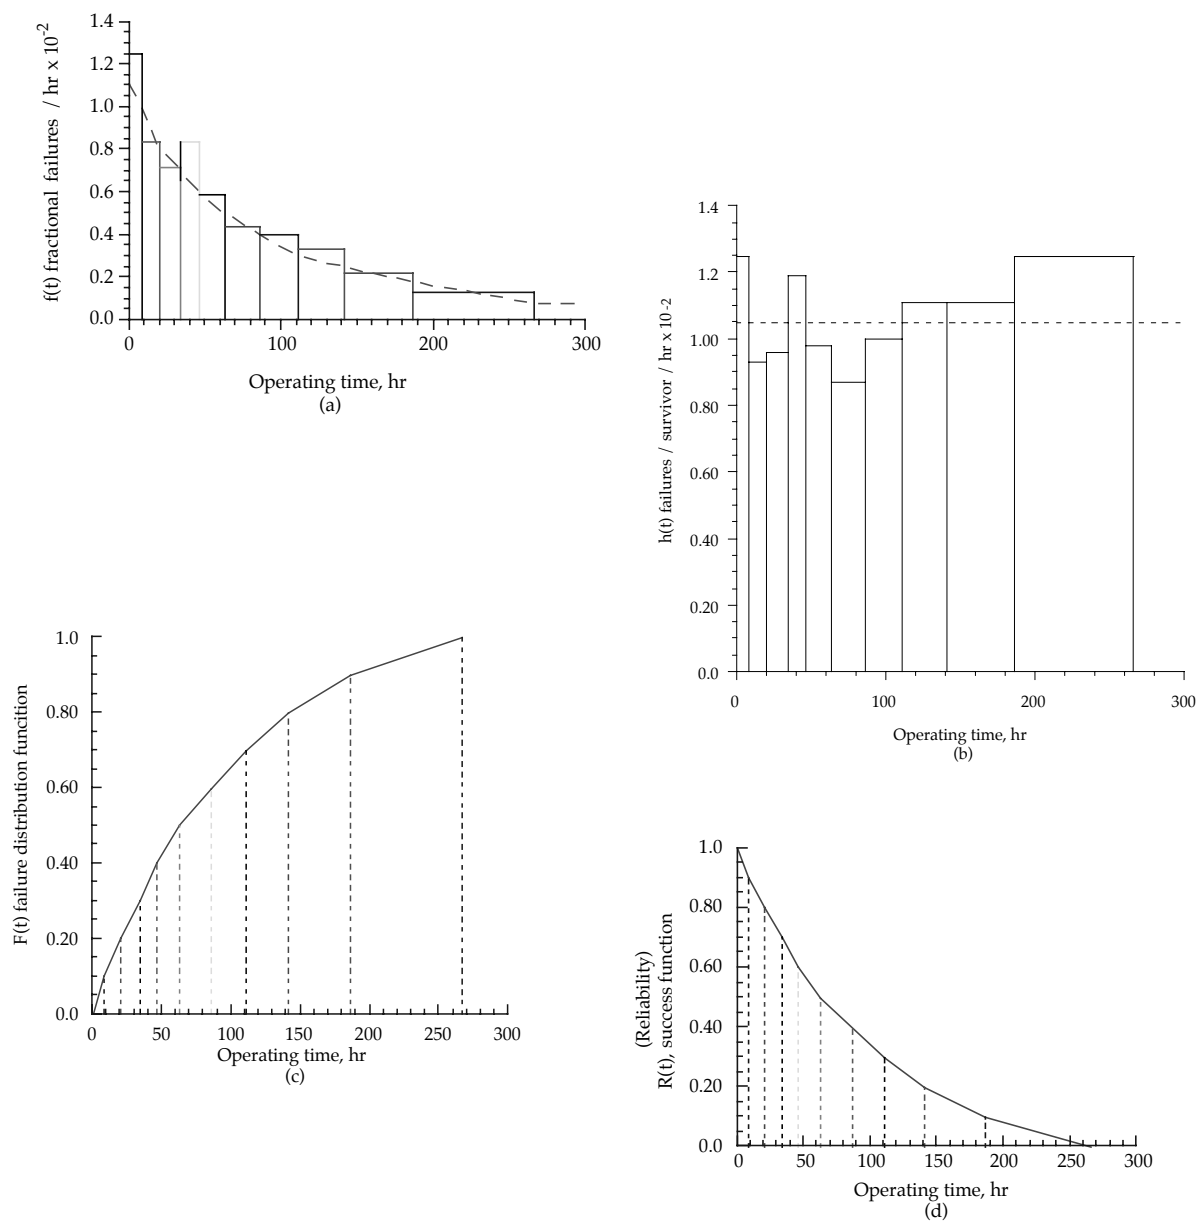 f(t) fractional failures / hr x 10-2
1.4
1.2
1.0
0.8
0.6
0.4
0.2
0.0
0 100 200 300
Operating time, hr
(a)
h(t) failures / survivor / hr x 10-2
1.4
1.2
1.00
0.80
0.60
0.40
0.20
0.0
0 100 200 300
Operating time, hr
(b)
F(t) failure distribution funcition
1.0
0.80
0.60
0.40
0.20
0.0
0 50 100 150 200 250 300
Operating time, hr
(c)
(Reliability)
R(t), success function
1.0
0.80
0.60
0.40
0.20
0.0
0 50 100 150 200 250 300
Operating time, hr
(d)